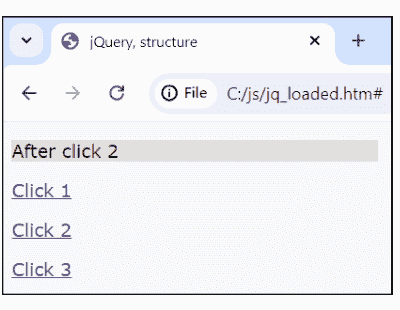 jQuery, structure
File C:/js/jq_loaded.htm#
After click 2
Click 1
Click 2
Click 3